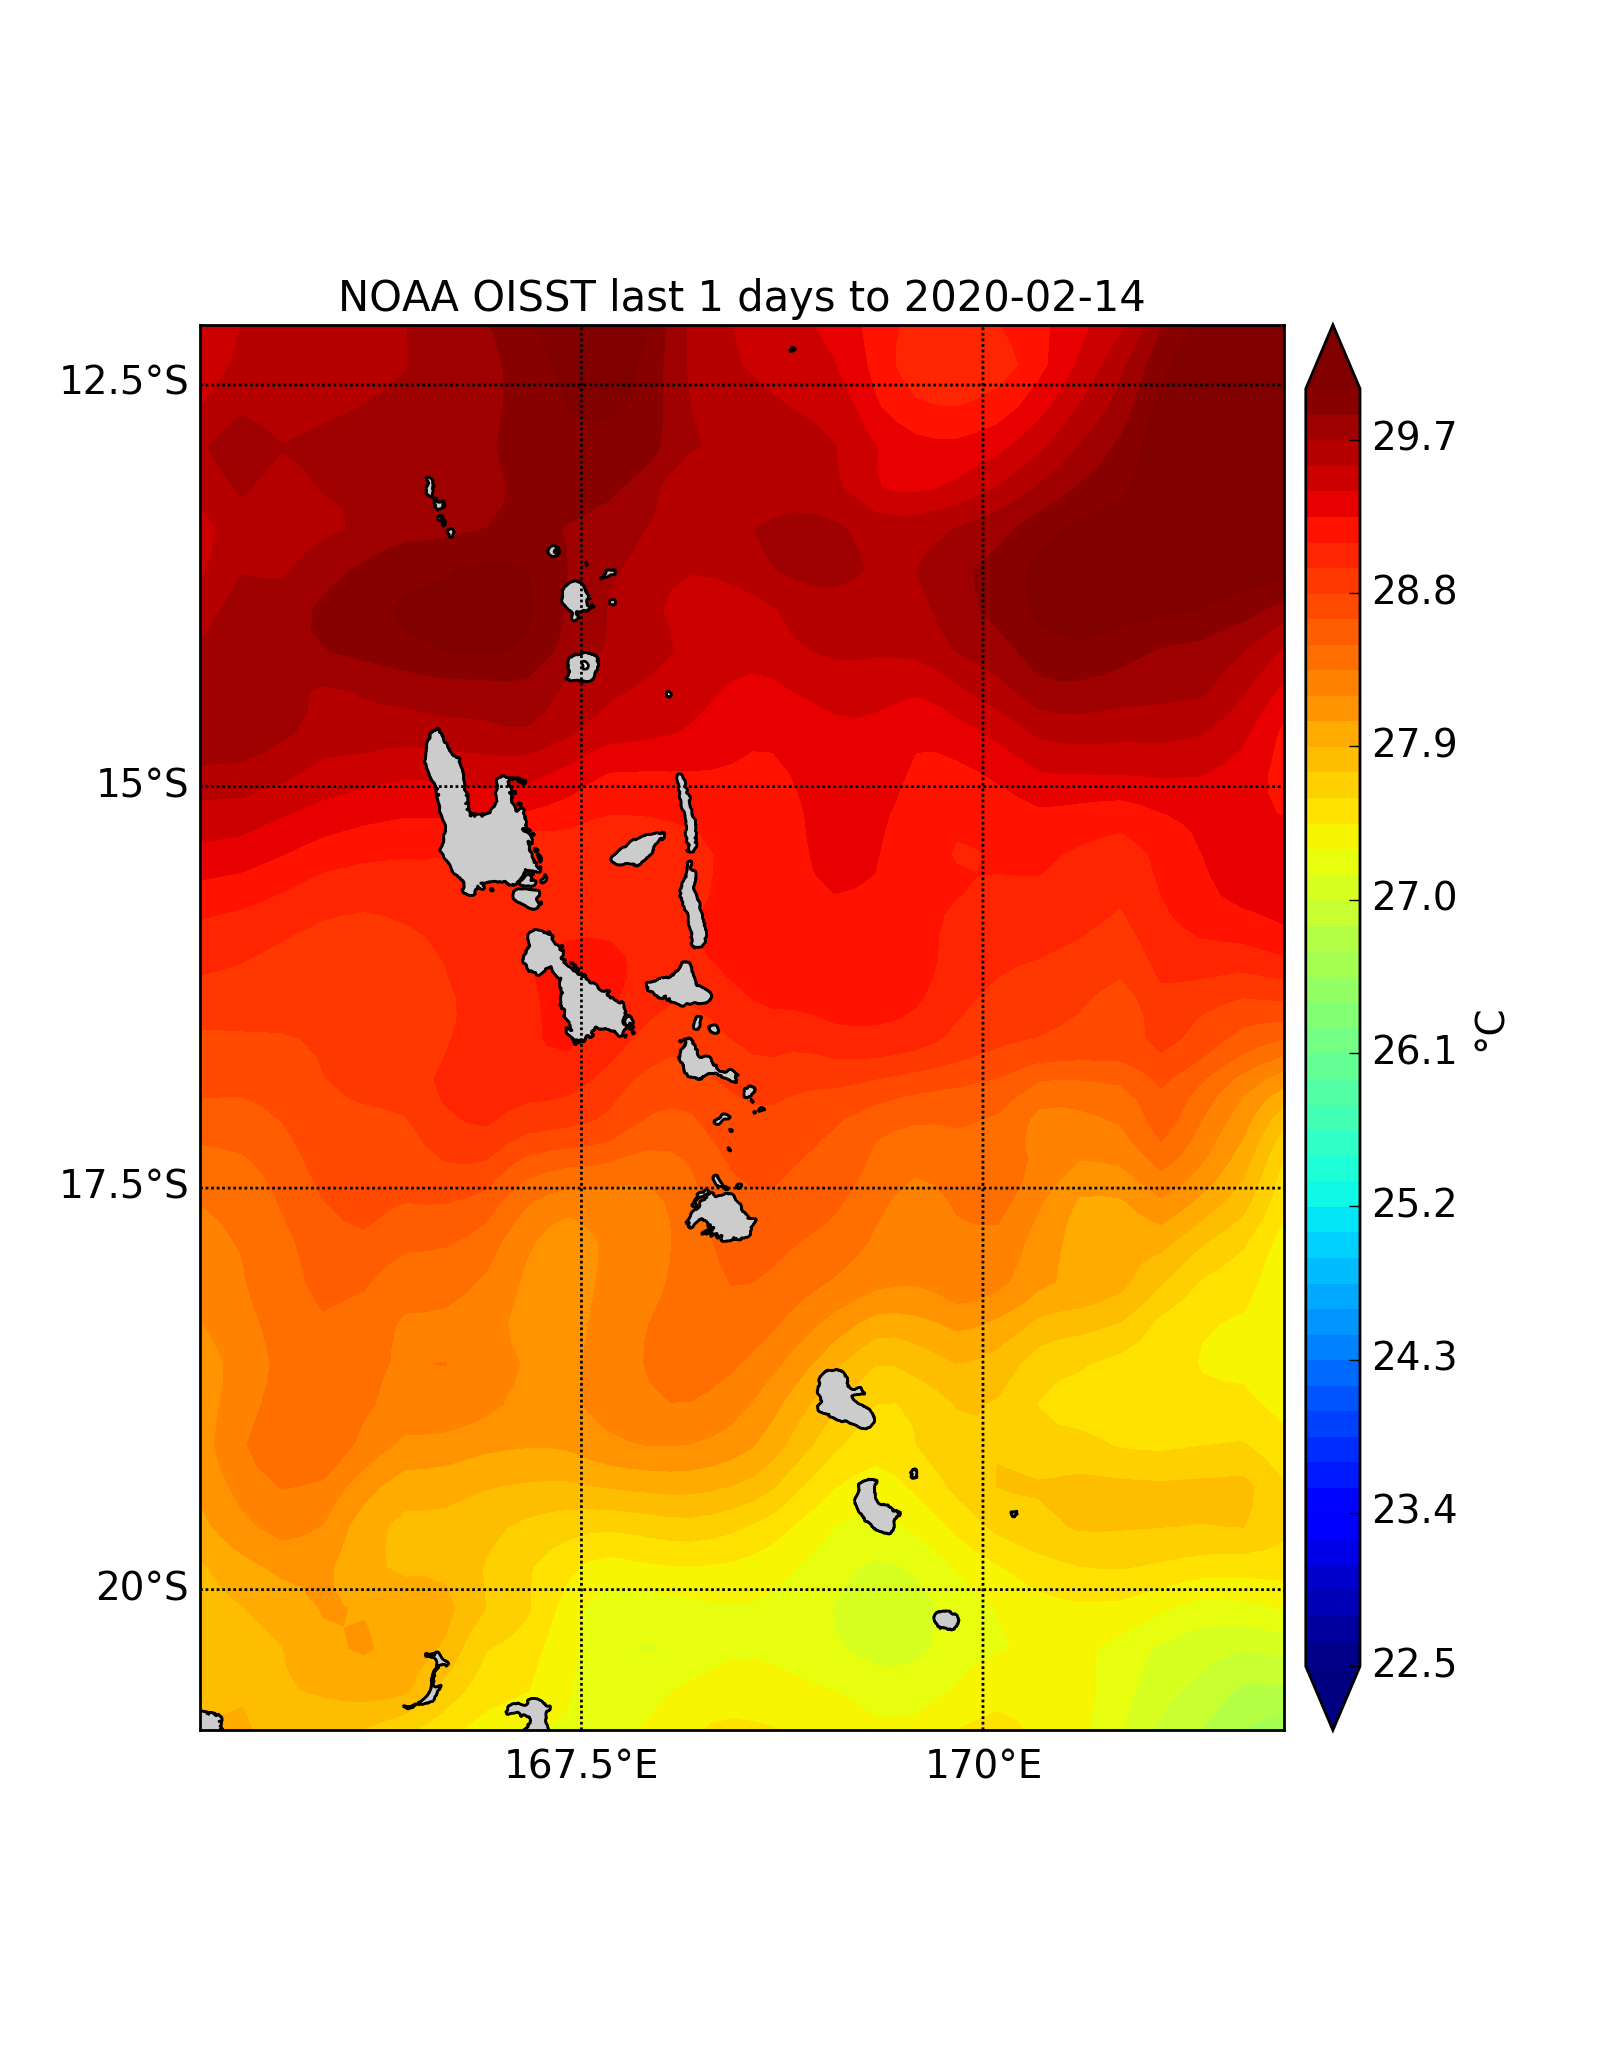 NOAA OISST last 1 days to 2020-02-14
12.5°S
15°S
17.5°S
20°S
167.5°E
170°E
29.7
28.8
27.9
27.0
26.1
25.2
24.3
23.4
22.5
°C